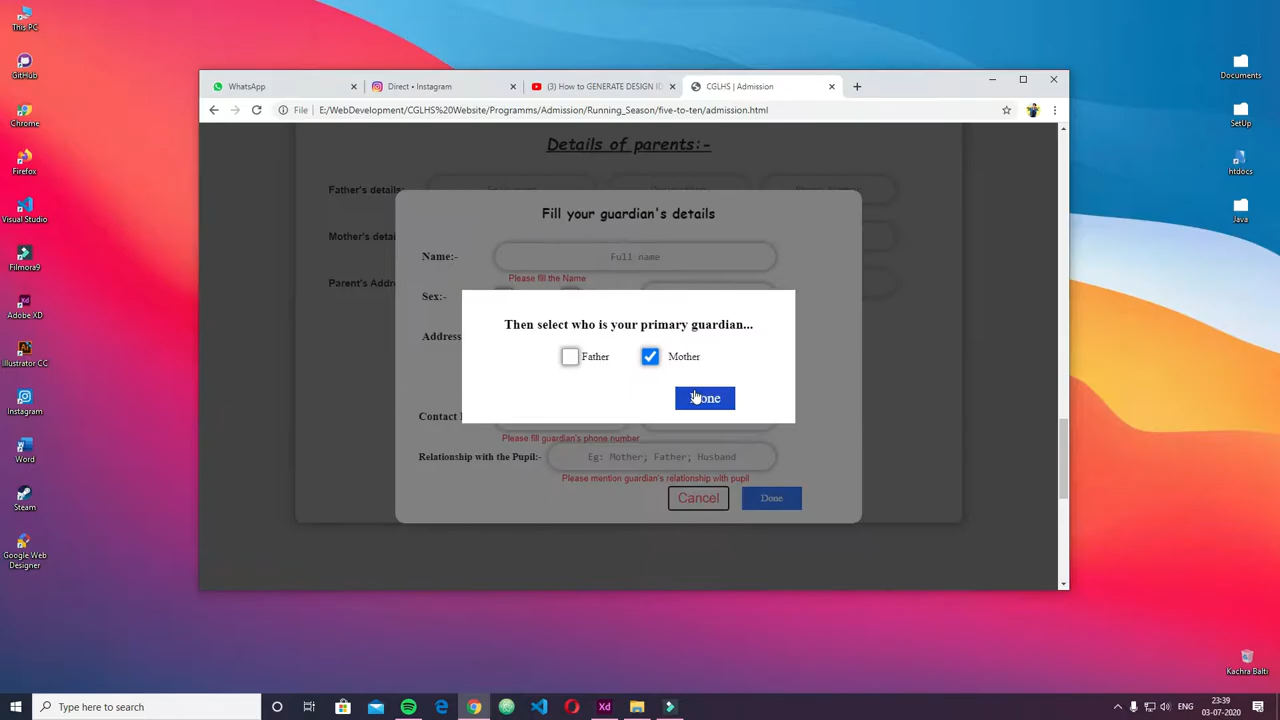 This PC
GitHub
Chrome
Firefox
Visual Studio
Filmora9
Adobe XD
Illustrator CC
Instagram
Word
Steam
Google Web
Designer
Documents
SetUp
htdocs
Java
Kachra Balti
WhatsApp
Direct • Instagram
(3) How to GENERATE DESIGN I
CGLHS | Admission
File
E:/WebDevelopment/CGLHS%20Website/Programms/Admission/Running_Season/five-to-ten/admission.html
Details of parents:-
Father's details:
Mother's detai
Parent's Addre
Fill your guardian's details
Name:-
Full name
Please fill the Name
Sex:-
Address
Then select who is your primary guardian...
Father
Mother
Done
Contact
Please fill guardian's phone number
Relationship with the Pupil:-
Eg: Mother; Father; Husband
Please mention guardian's relationship with pupil
Cancel
Done
Type here to search
Xd
ENG
23:39
03-07-2020